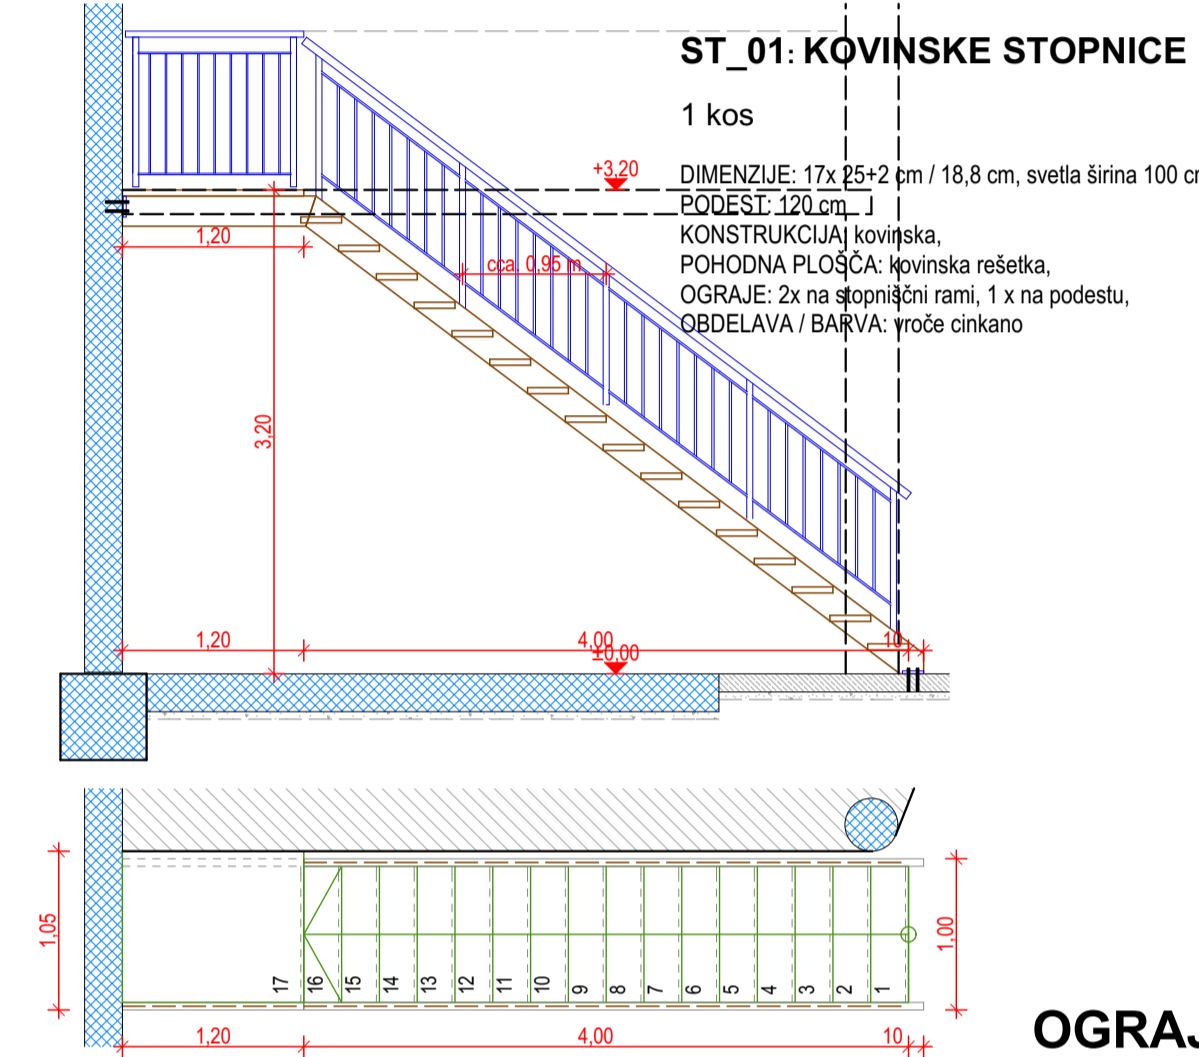 ST_01: KOVINSKE STOPNICE
1 kos
DIMENZIJE: 17x 25+2 cm / 18,8 cm, svetla širina 100 cm
PODEST: 120 cm
KONSTRUKCIJA: kovinska,
POHODNA PLOŠČA: kovinska rešetka,
OGRAJE: 2x na stopniščni rami, 1 x na podestu,
OBDELAVA / BARVA: vroče cinkano
+3,20
1,20
cca 0,95 m
3,20
1,20
4,00
10
±0,00
1,05
17 16 15 14 13 12 11 10 9 8 7 6 5 4 3 2 1
1,00
1,20
4,00
10
OGRAJ